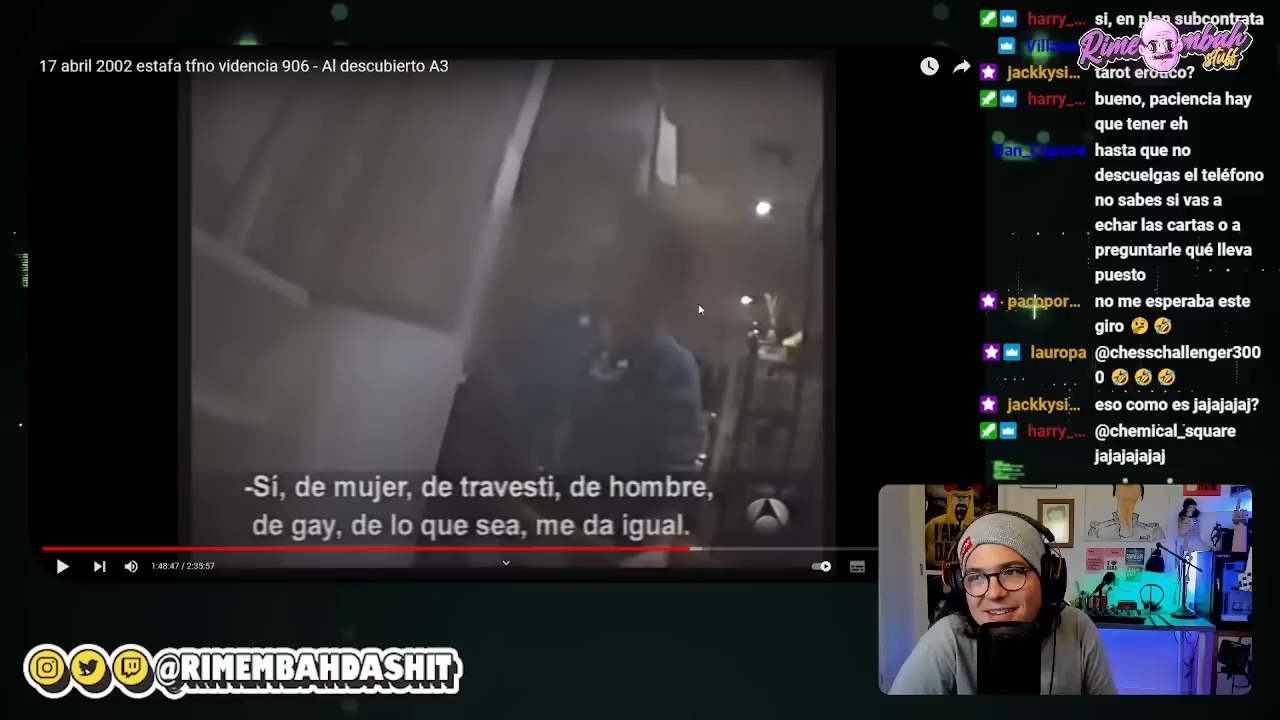 17 abril 2002 estafa tfno videncia 906 - Al descubierto A3
-Sí, de mujer, de travesti, de hombre,
de gay, de lo que sea, me da igual.
1:48:47 / 2:35:57
@RIMEMBAHDASHIT
harry_... si, en plan subcontrata
Rimembah
stuff
jackkysi... tarot erotico?
harry_... bueno, paciencia hay
que tener eh
Dan_Capone hasta que no
descuelgas el teléfono
no sabes si vas a
echar las cartas o a
preguntarle qué lleva
puesto
pacopor... no me esperaba este
giro 🤔 🤣
lauropa @chesschallenger300
0 🤣 🤣 🤣
jackkysi... eso como es jajajajaj?
harry_... @chemical_square
jajajajajaj